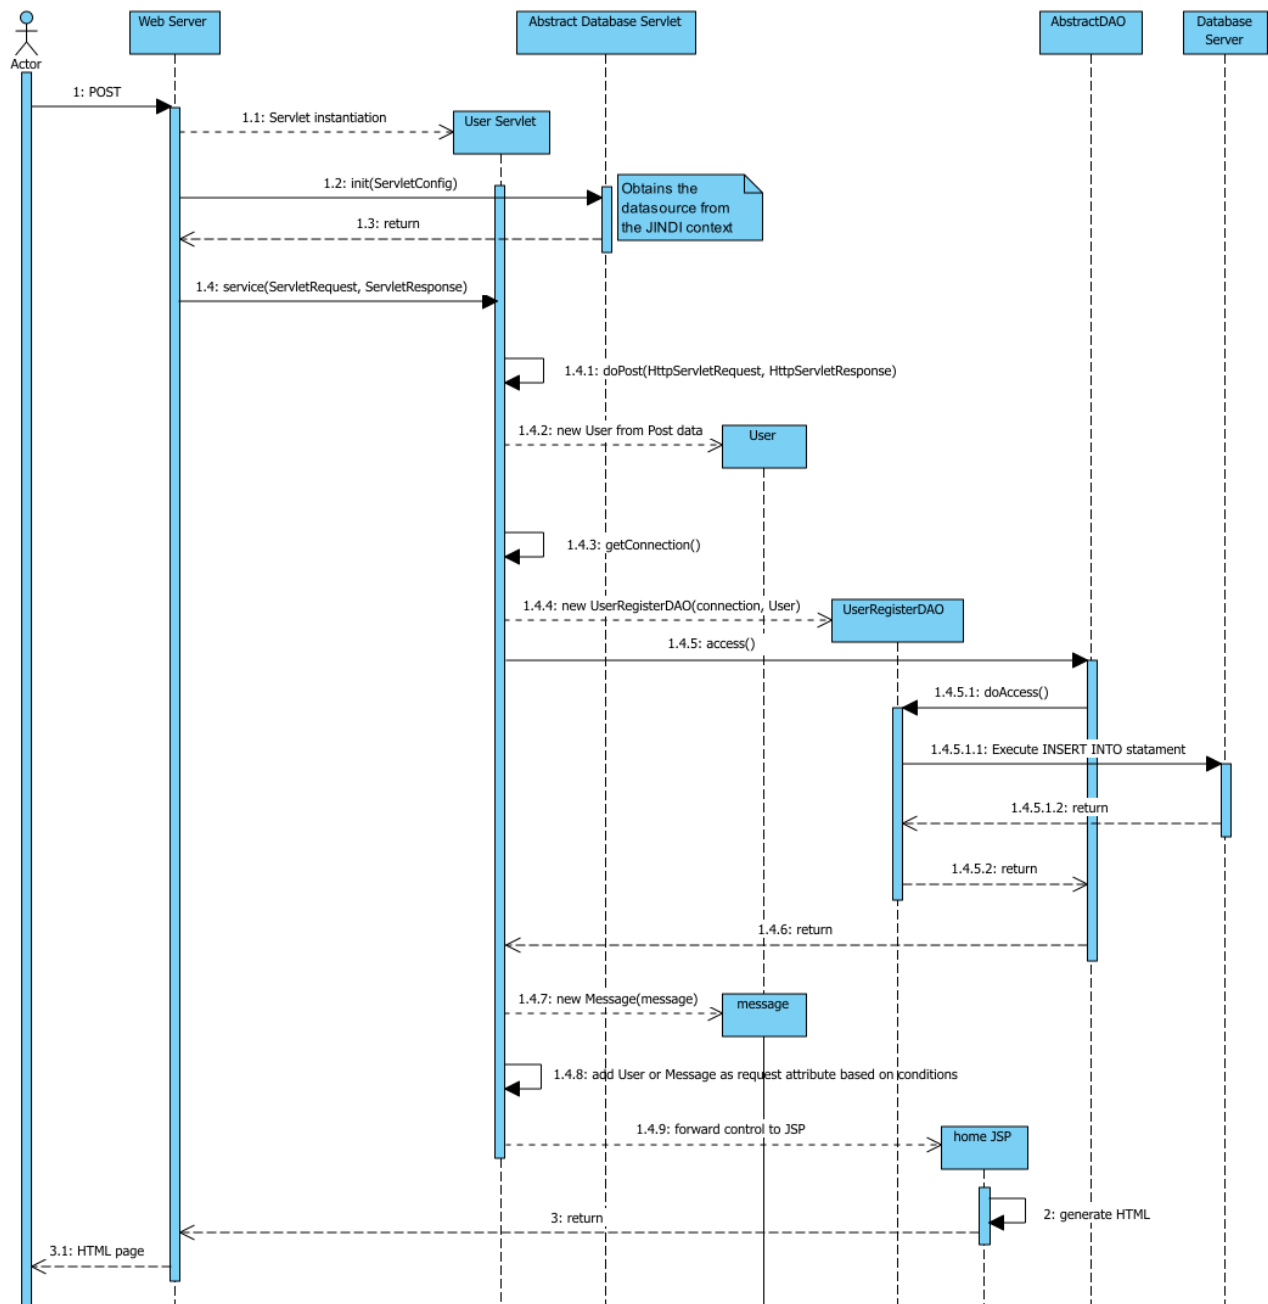 Actor
Web Server
Abstract Database Servlet
AbstractDAO
Database
Server
1: POST
1.1: Servlet instantiation
User Servlet
1.2: init(ServletConfig)
Obtains the
datasource from
the JINDI context
1.3: return
1.4: service(ServletRequest, ServletResponse)
1.4.1: doPost(HttpServletRequest, HttpServletResponse)
1.4.2: new User from Post data
User
1.4.3: getConnection()
1.4.4: new UserRegisterDAO(connection, User)
UserRegisterDAO
1.4.5: access()
1.4.5.1: doAccess()
1.4.5.1.1: Execute INSERT INTO statament
1.4.5.1.2: return
1.4.5.2: return
1.4.6: return
1.4.7: new Message(message)
message
1.4.8: add User or Message as request attribute based on conditions
1.4.9: forward control to JSP
home JSP
2: generate HTML
3: return
3.1: HTML page